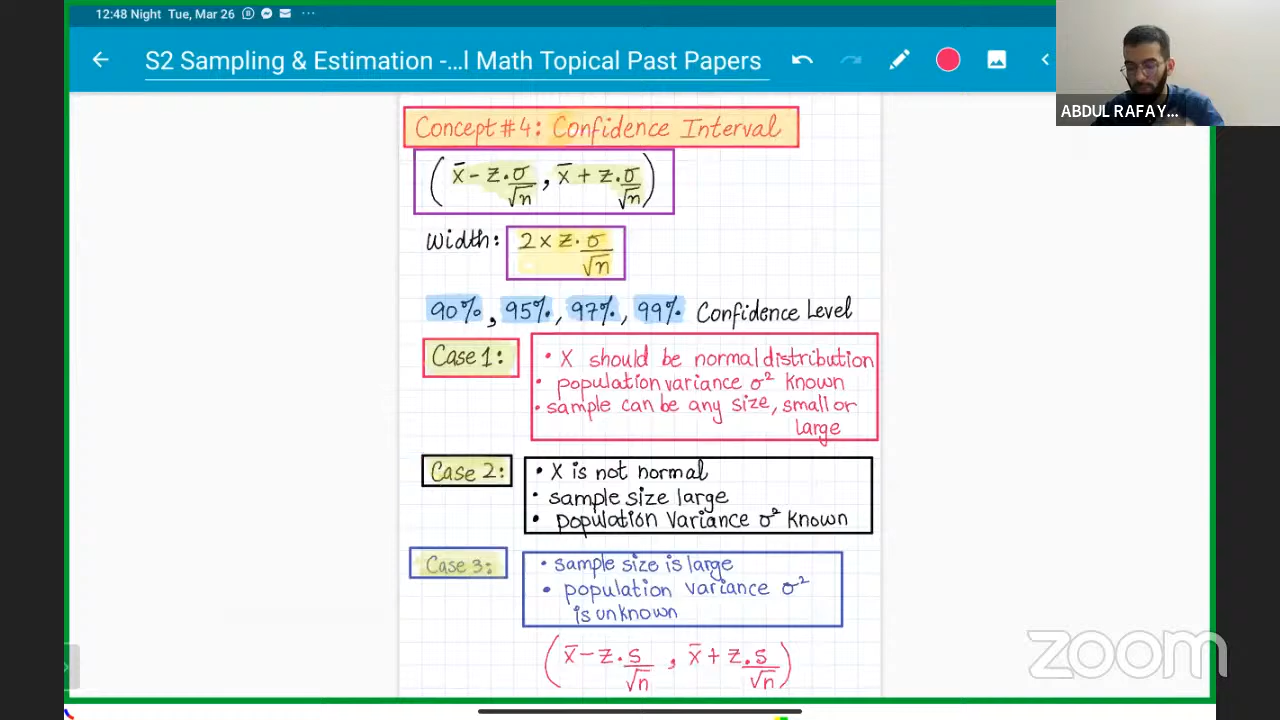 12:48 Night Tue, Mar 26 ···
S2 Sampling & Estimation -...l Math Topical Past Papers
ABDUL RAFAY...
Concept #4: Confidence Interval
(x̄ - z.σ/√n, x̄ + z.σ/√n)
Width: 2 x z.σ/√n
90%, 95%, 97%, 99% Confidence Level
Case 1:
• X should be normal distribution
• population variance σ² known
• sample can be any size, small or
large
Case 2:
• X is not normal
• sample size large
• population variance σ² known
Case 3:
• sample size is large
• population variance σ²
is unknown
(x̄ - z.s/√n, x̄ + z.s/√n)
zoom